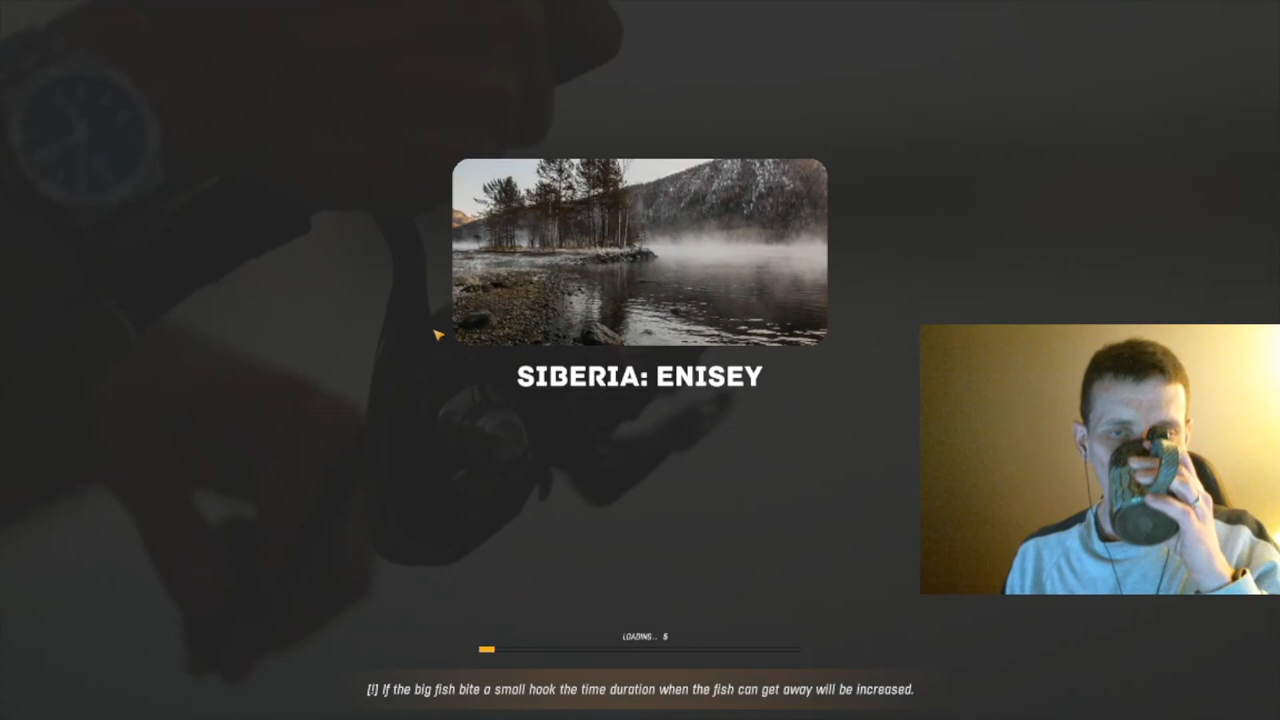 SIBERIA: ENISEY
LOADING... 5
[!] If the big fish bite a small hook the time duration when the fish can get away will be increased.